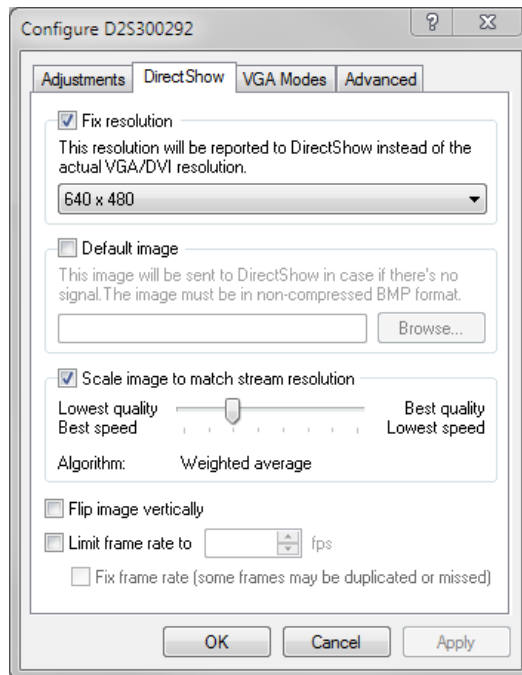 Configure D2S300292
Adjustments DirectShow VGA Modes Advanced
Fix resolution
This resolution will be reported to DirectShow instead of the
actual VGA/DVI resolution.
640 x 480
Default image
This image will be sent to DirectShow in case if there's no
signal.The image must be in non-compressed BMP format.
Browse...
Scale image to match stream resolution
Lowest quality Best quality
Best speed Lowest speed
Algorithm: Weighted average
Flip image vertically
Limit frame rate to fps
Fix frame rate (some frames may be duplicated or missed)
OK Cancel Apply